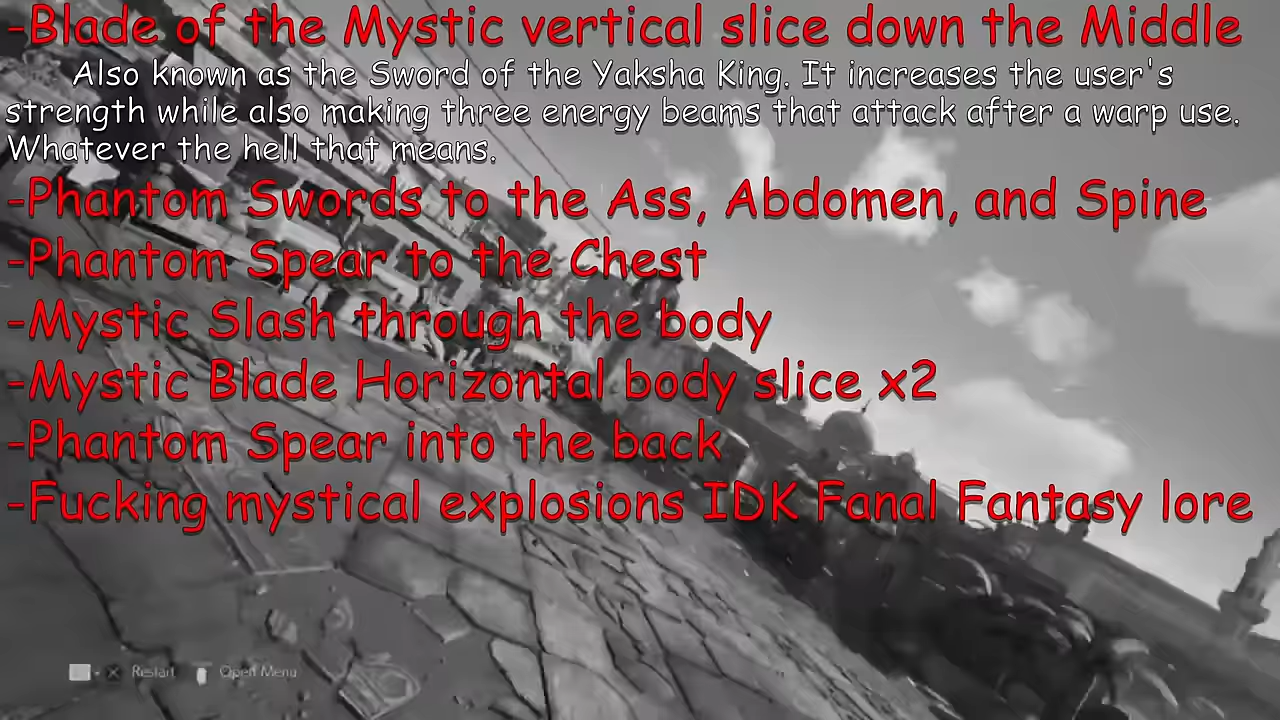 -Blade of the Mystic vertical slice down the Middle
Also known as the Sword of the Yaksha King. It increases the user's
strength while also making three energy beams that attack after a warp use.
Whatever the hell that means.
-Phantom Swords to the Ass, Abdomen, and Spine
-Phantom Spear to the Chest
-Mystic Slash through the body
-Mystic Blade Horizontal body slice x2
-Phantom Spear into the back
-Fucking mystical explosions IDK Fanal Fantasy lore
Restart Open Menu